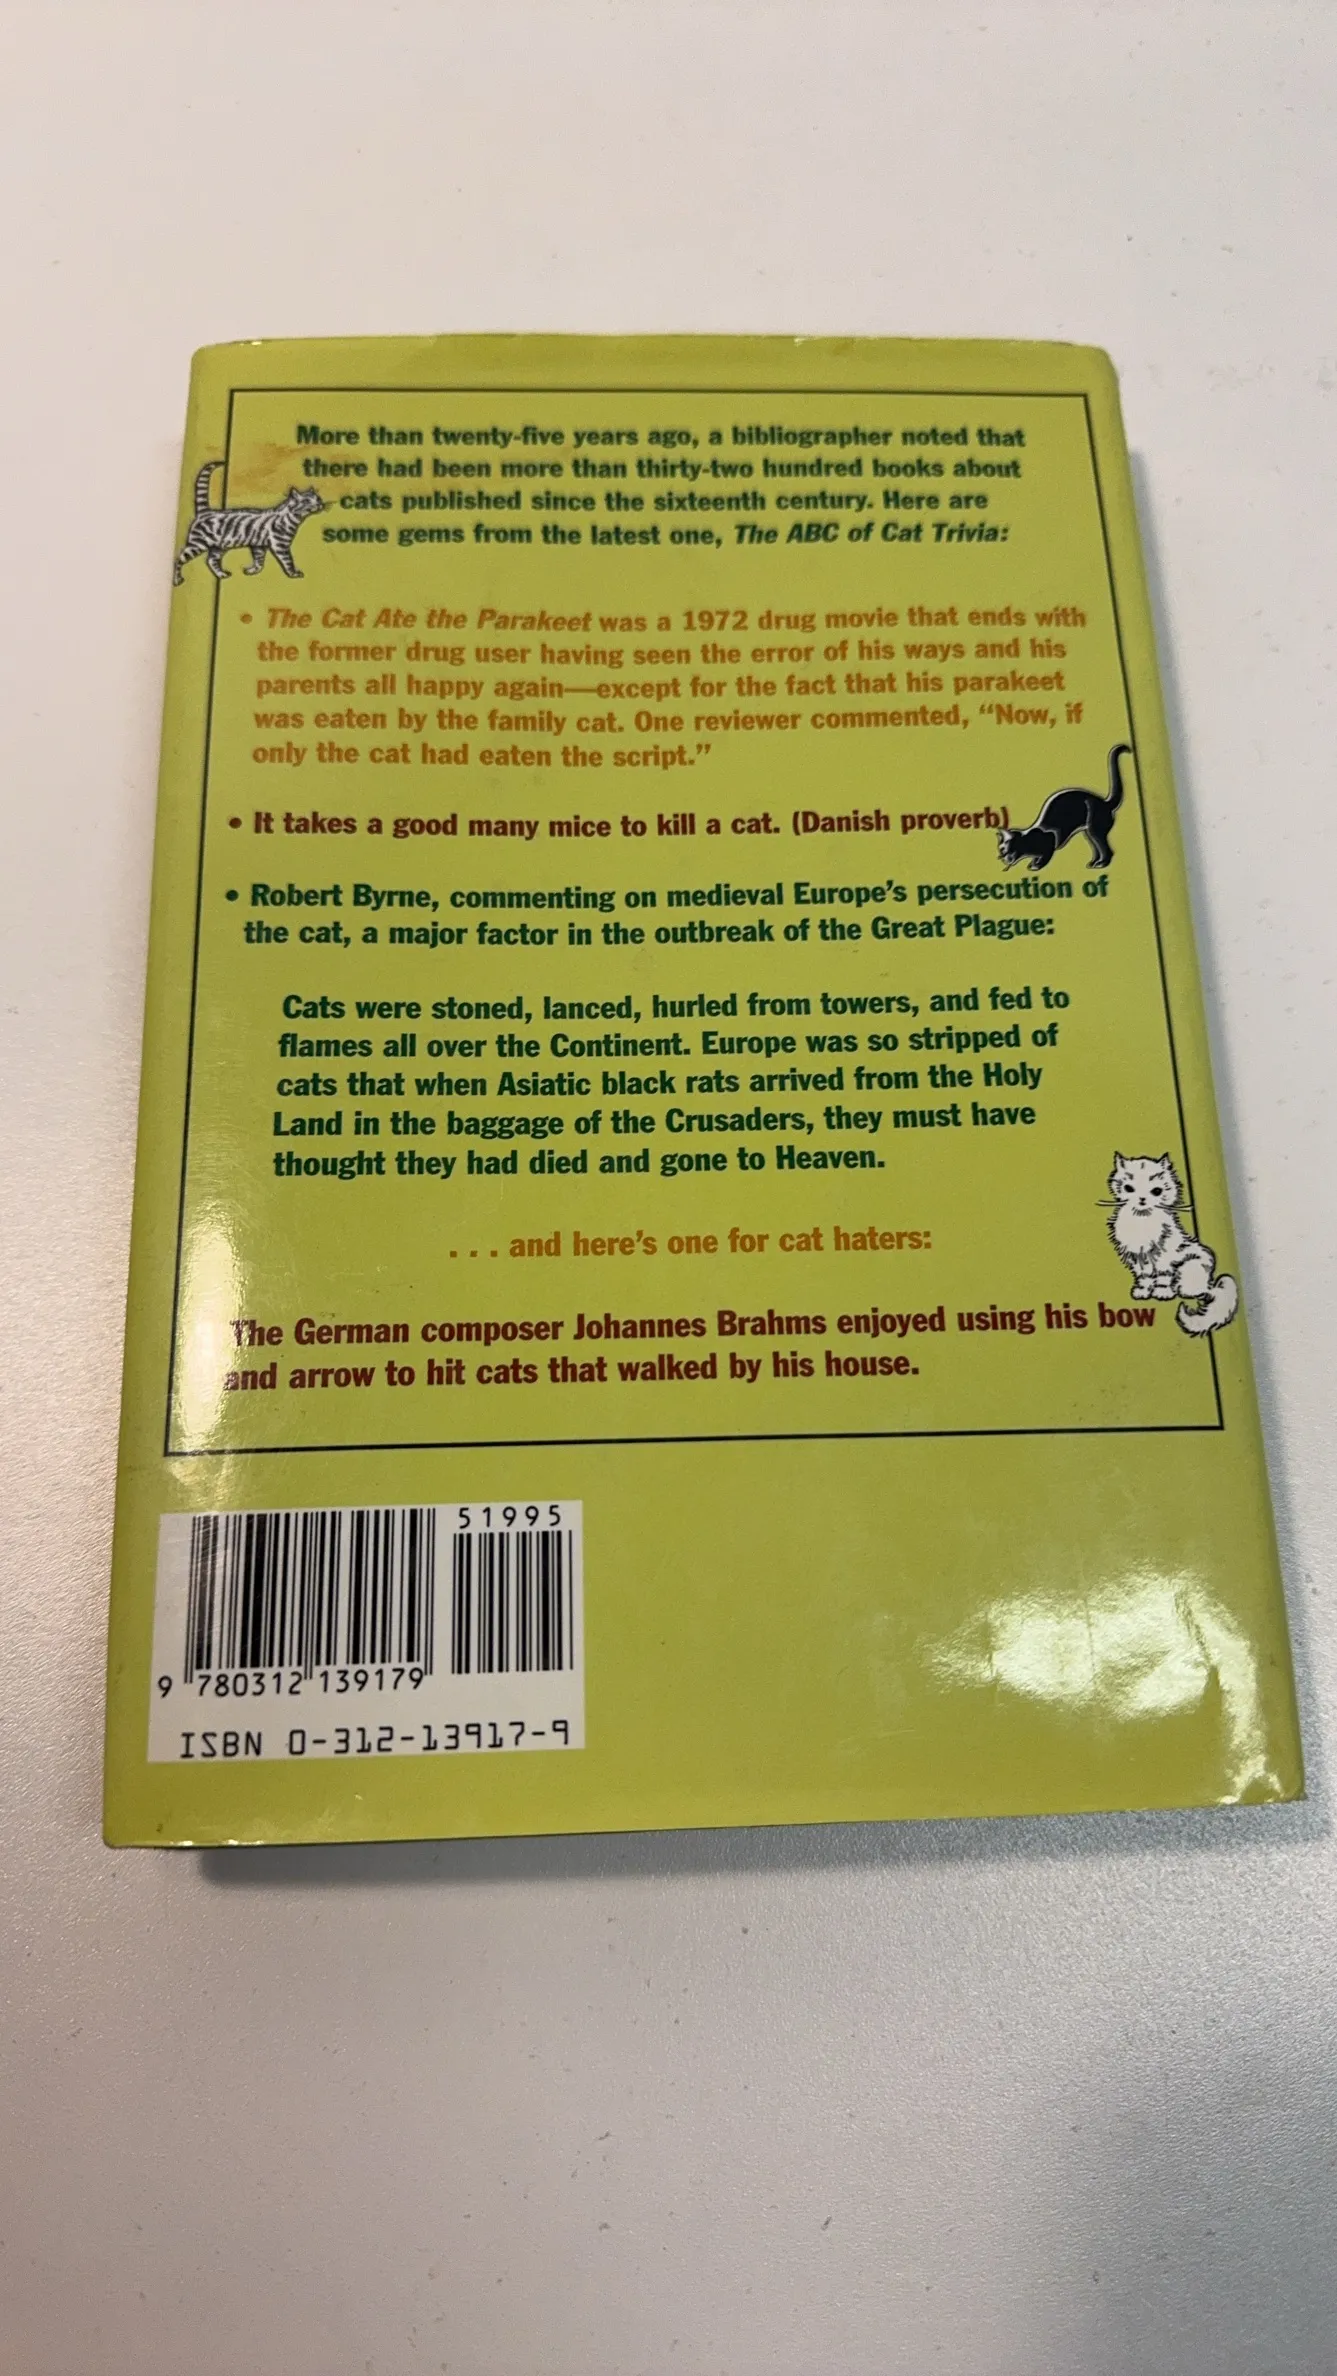 More than twenty-five years ago, a bibliographer noted that
there had been more than thirty-two hundred books about
cats published since the sixteenth century. Here are
some gems from the latest one, The ABC of Cat Trivia:
• The Cat Ate the Parakeet was a 1972 drug movie that ends with
the former drug user having seen the error of his ways and his
parents all happy again—except for the fact that his parakeet
was eaten by the family cat. One reviewer commented, “Now, if
only the cat had eaten the script.”
• It takes a good many mice to kill a cat. (Danish proverb)
• Robert Byrne, commenting on medieval Europe’s persecution of
the cat, a major factor in the outbreak of the Great Plague:
Cats were stoned, lanced, hurled from towers, and fed to
flames all over the Continent. Europe was so stripped of
cats that when Asiatic black rats arrived from the Holy
Land in the baggage of the Crusaders, they must have
thought they had died and gone to Heaven.
. . . and here’s one for cat haters:
The German composer Johannes Brahms enjoyed using his bow
and arrow to hit cats that walked by his house.
51995
9 780312 139179
ISBN 0-312-13917-9